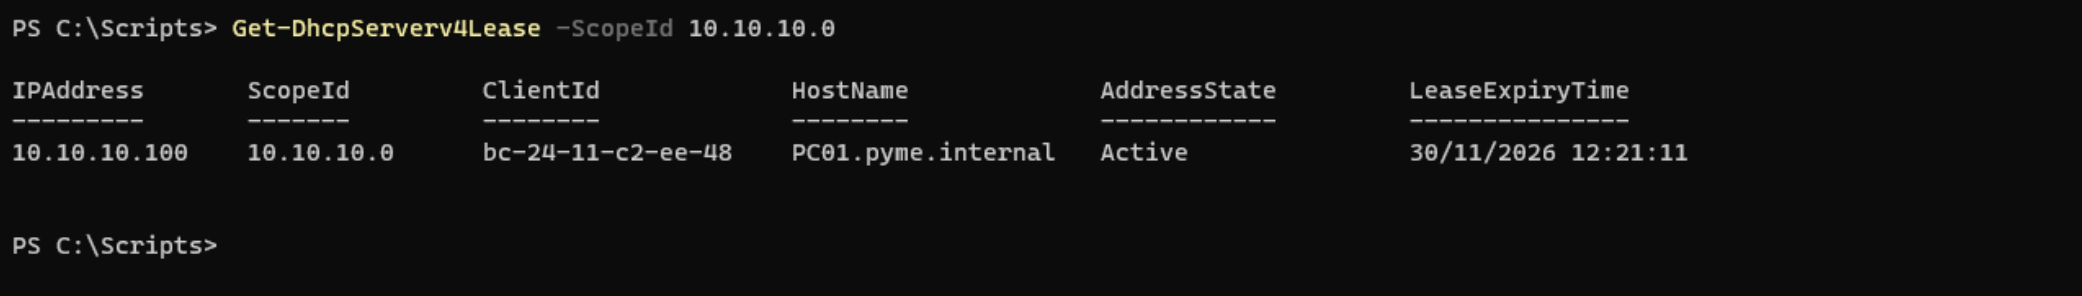 PS C:\Scripts> Get-DhcpServerv4Lease -ScopeId 10.10.10.0
IPAddress ScopeId ClientId HostName AddressState LeaseExpiryTime
--------- ------- -------- -------- ------------ ---------------
10.10.10.100 10.10.10.0 bc-24-11-c2-ee-48 PC01.pyme.internal Active 30/11/2026 12:21:11
PS C:\Scripts>